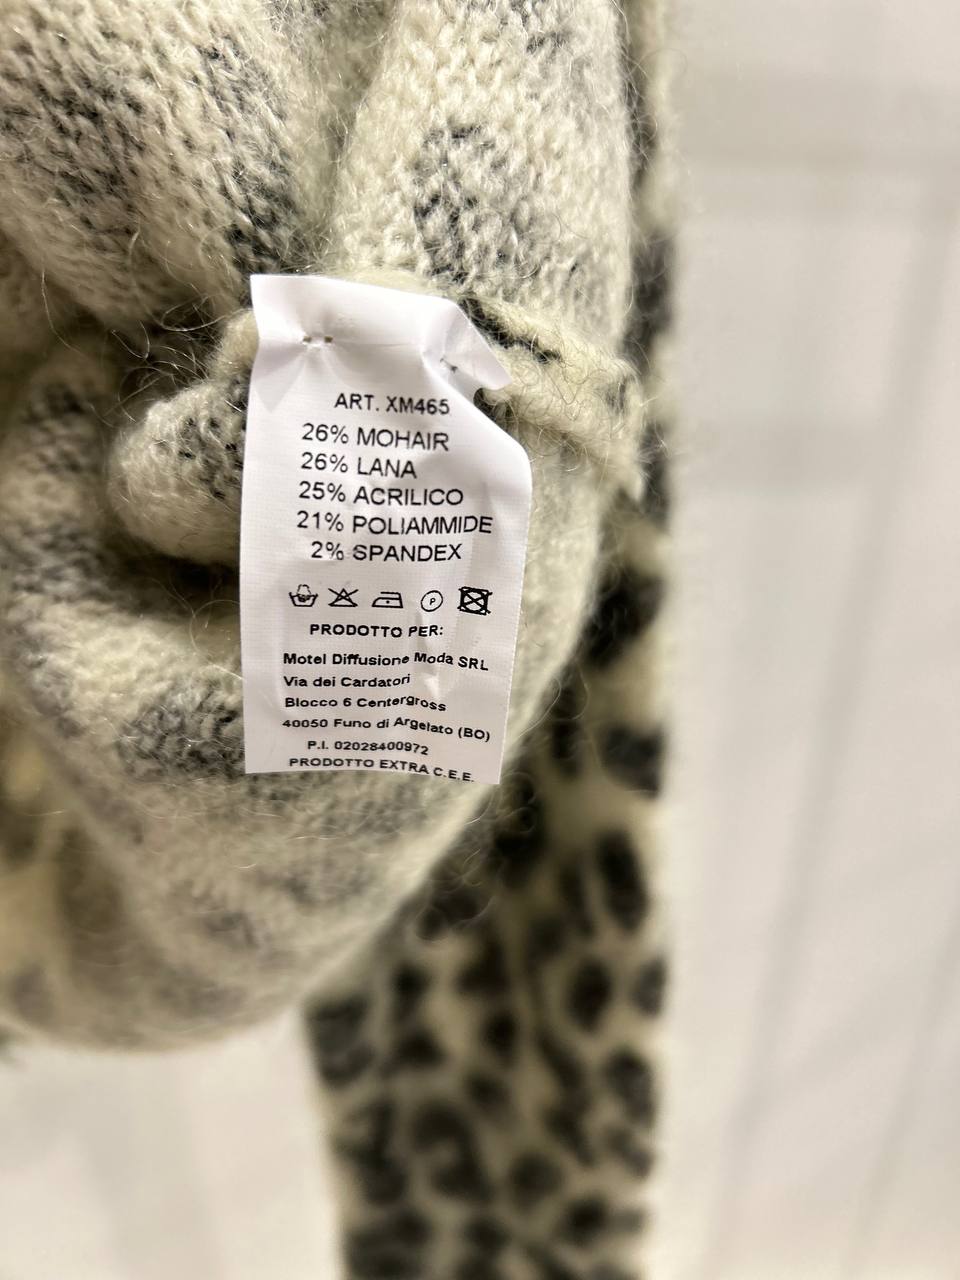 ART. XM465
26% MOHAIR
26% LANA
25% ACRILICO
21% POLIAMMIDE
2% SPANDEX
P
PRODOTTO PER:
Motel Diffusione Moda SRL
Via dei Cardatori
Blocco 6 Centergross
40050 Funo di Argelato (BO)
P.I. 02028400972
PRODOTTO EXTRA C.E.E.